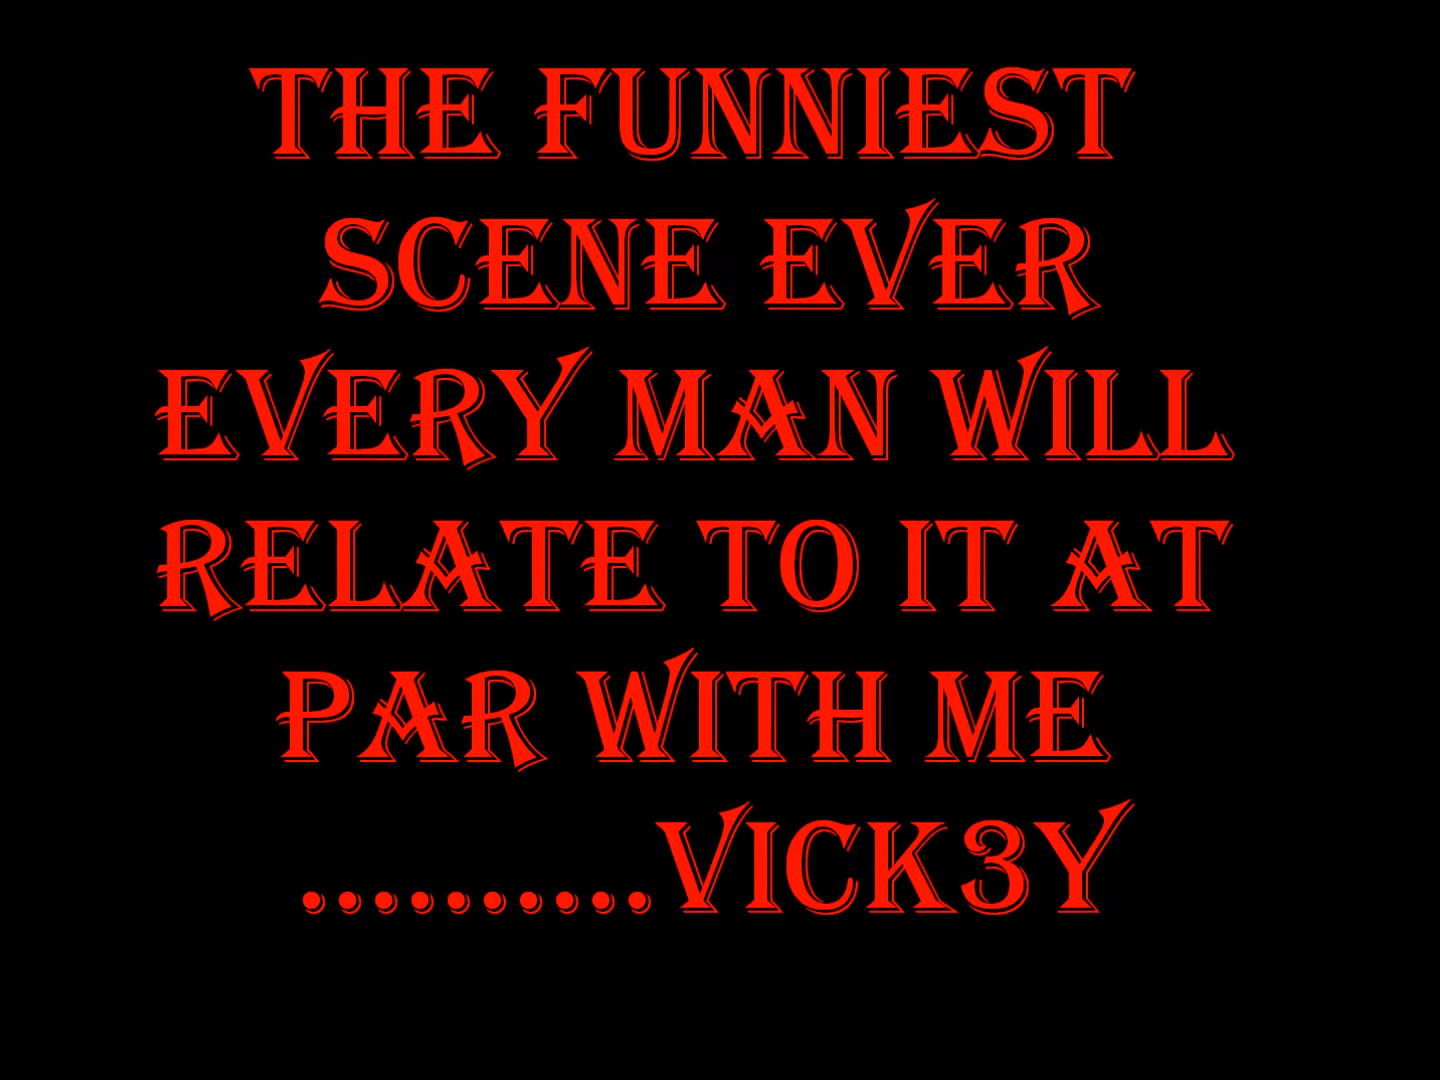 THE FUNNIEST
SCENE EVER
EVERY MAN WILL
RELATE TO IT AT
PAR WITH ME
..........VICK3Y